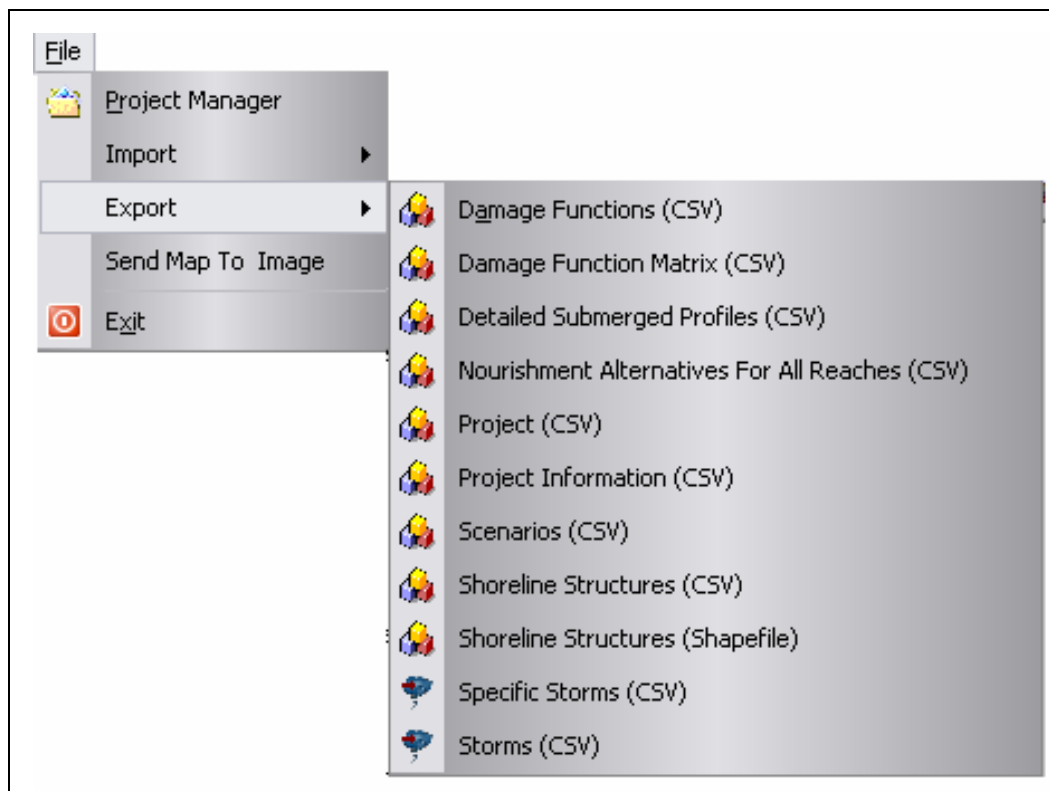 File
Project Manager
Import
Export
Send Map To Image
Exit
Damage Functions (CSV)
Damage Function Matrix (CSV)
Detailed Submerged Profiles (CSV)
Nourishment Alternatives For All Reaches (CSV)
Project (CSV)
Project Information (CSV)
Scenarios (CSV)
Shoreline Structures (CSV)
Shoreline Structures (Shapefile)
Specific Storms (CSV)
Storms (CSV)